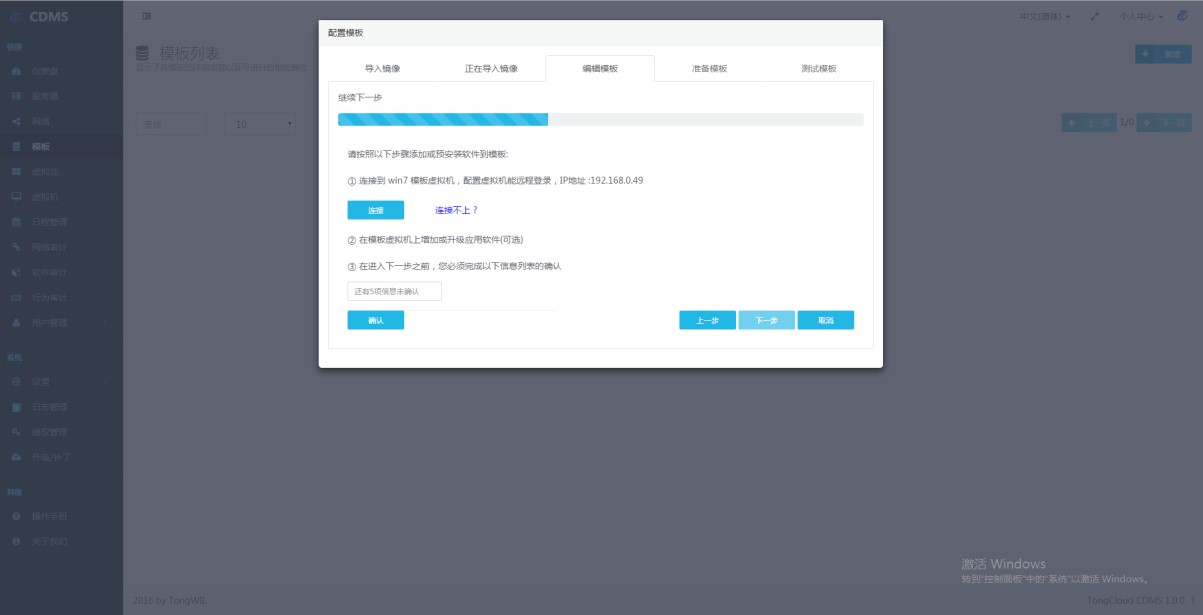 CDMS
中文(简体)
个人中心
管理
仪表盘
服务器
网络
模板
虚拟机
日程管理
网络审计
软件审计
行为审计
用户管理
系统
设置
日志管理
授权管理
升级/补丁
其他
操作手册
关于我们
模板列表
10
上一页 1/0 下一页
配置模板
导入镜像 正在导入镜像 编辑模板 准备模板 测试模板
继续下一步
请按照以下步骤添加或预安装软件到模板:
① 连接到 win7 模板虚拟机，配置虚拟机能远程登录，IP地址 :192.168.0.49
连接 连接不上？
② 在模板虚拟机上增加或升级应用软件(可选)
③ 在进入下一步之前，您必须完成以下信息列表的确认
还有5项信息未确认
确认 上一步 下一步 取消
激活 Windows
转到"控制面板"中的"系统"以激活 Windows。
2016 by TongWII.
TongCloud CDMS 1.0.0